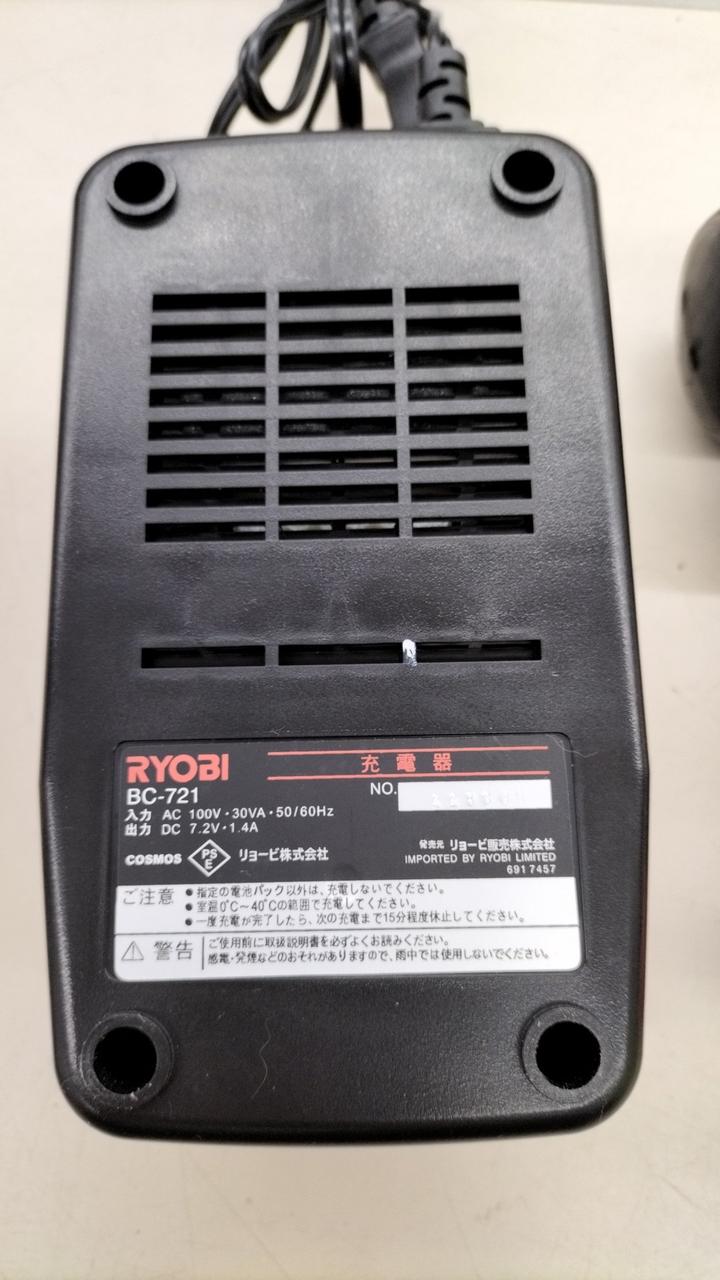 RYOBI 充電器
BC-721 NO.
入力 AC 100V・30VA・50/60Hz
出力 DC 7.2V・1.4A
COSMOS PSE リョービ株式会社
発売元 リョービ販売株式会社
IMPORTED BY RYOBI LIMITED
6917457
ご注意
●指定の電池パック以外は、充電しないでください。
●室温0℃～40℃の範囲で充電してください。
●一度充電が完了したら、次の充電まで15分程度休止してください。
⚠警告
ご使用前に取扱説明書を必ずよくお読みください。
感電・発煙などのおそれがありますので、雨中では使用しないでください。